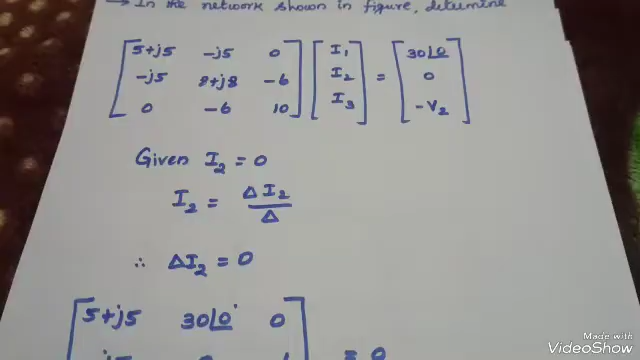 → In the network shown in figure, determine
[5+j5 -j5 0] [I₁] = [30∠0]
[-j5 8+j8 -6] [I₂] [0]
[0 -6 10] [I₃] [-V₂]
Given I₂ = 0
I₂ = ΔI₂/Δ
∴ ΔI₂ = 0
[5+j5 30∠0° 0]
= 0
Made with
VideoShow